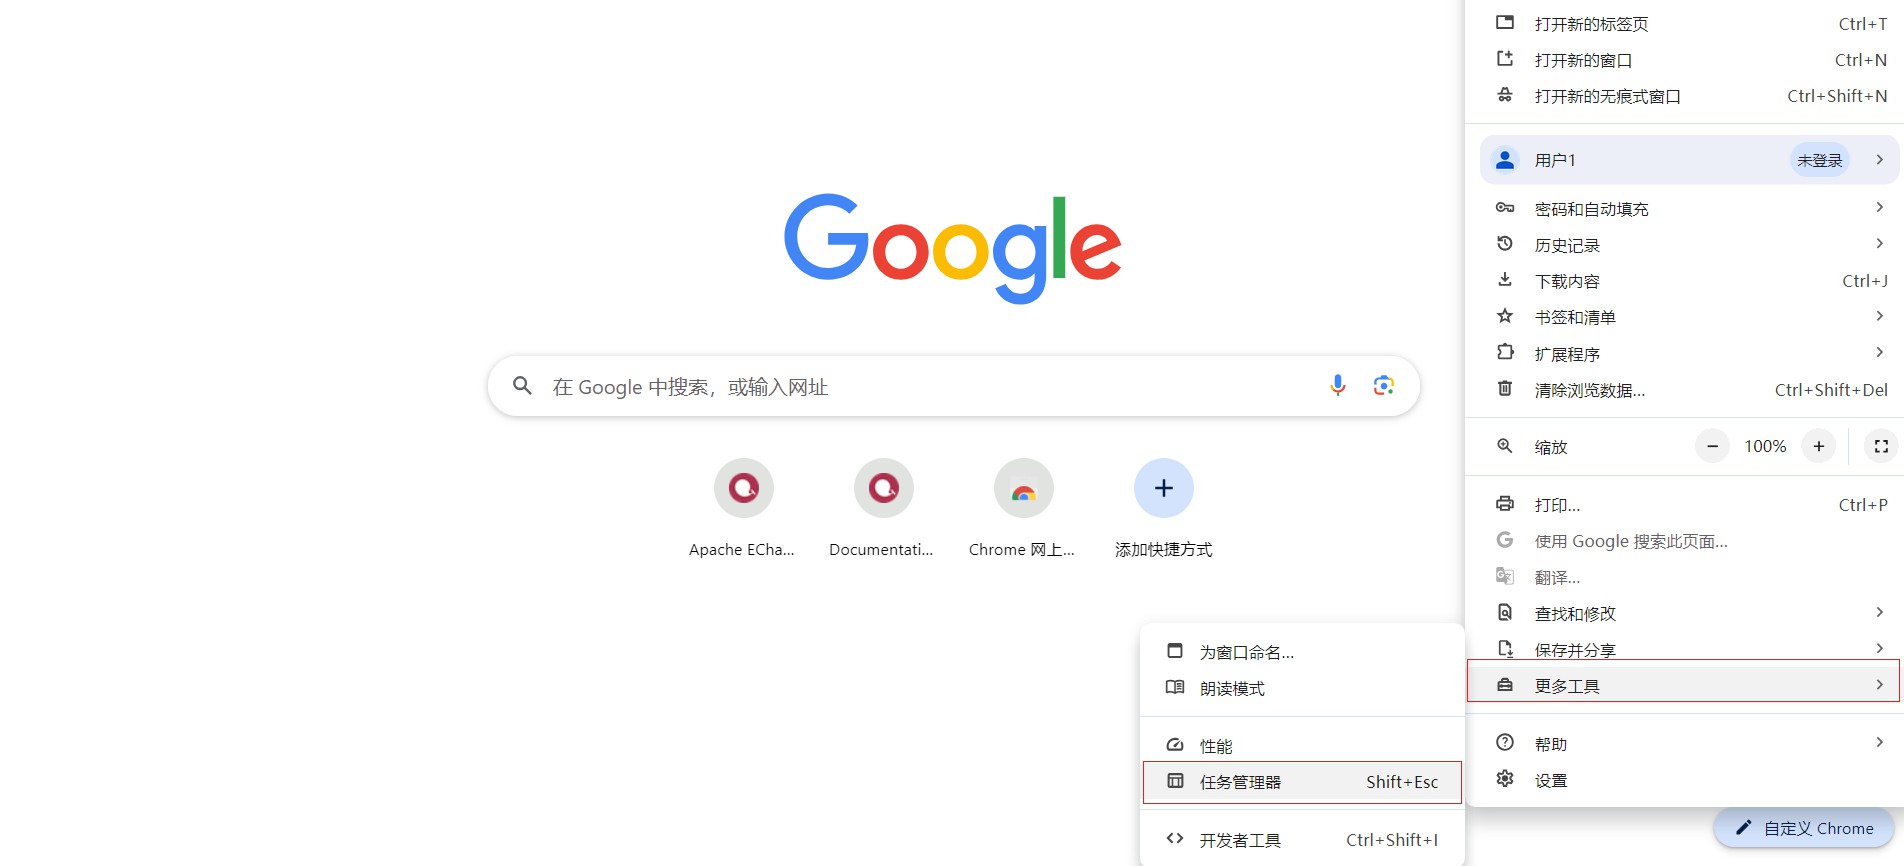 打开新的标签页 Ctrl+T
打开新的窗口 Ctrl+N
打开新的无痕式窗口 Ctrl+Shift+N
用户1 未登录
密码和自动填充
历史记录
下载内容 Ctrl+J
书签和清单
扩展程序
清除浏览数据... Ctrl+Shift+Del
缩放 − 100% +
打印... Ctrl+P
使用 Google 搜索此页面...
翻译...
查找和修改
保存并分享
更多工具
帮助
设置
Google
在 Google 中搜索，或输入网址
Apache ECha... Documentati... Chrome 网上... 添加快捷方式
为窗口命名...
朗读模式
性能
任务管理器 Shift+Esc
开发者工具 Ctrl+Shift+I
自定义 Chrome